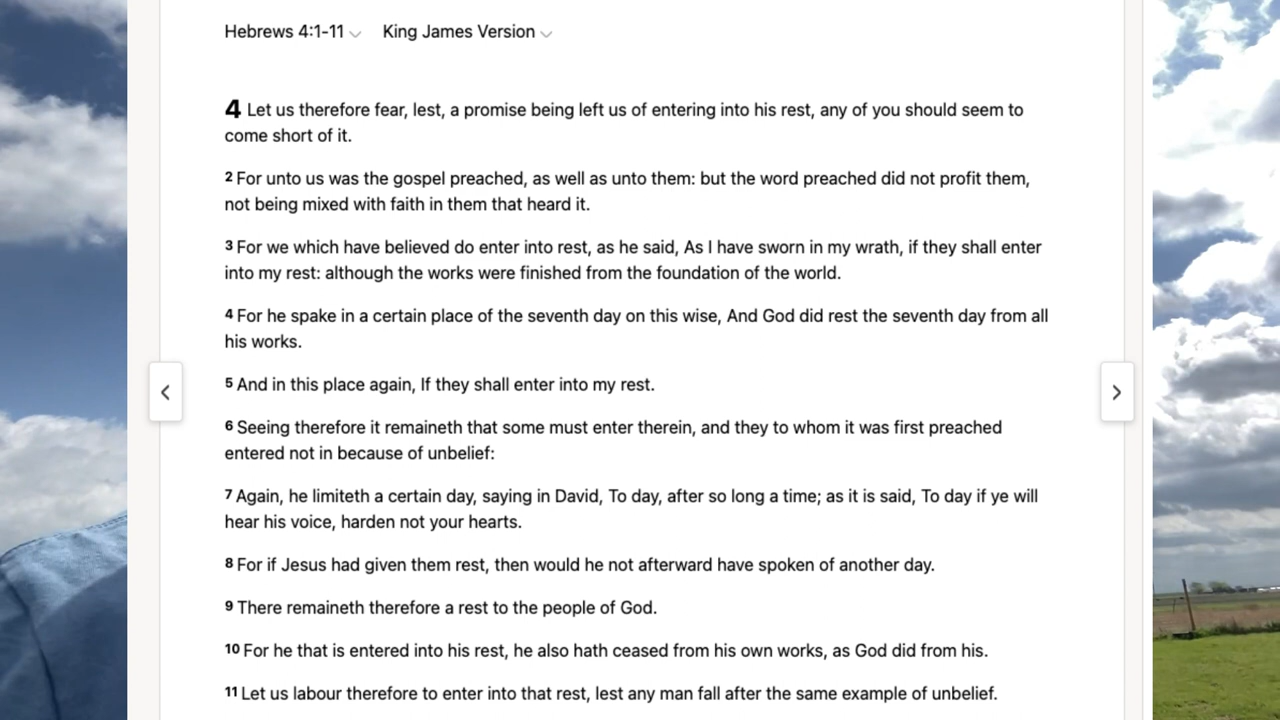 Hebrews 4:1-11 King James Version
4 Let us therefore fear, lest, a promise being left us of entering into his rest, any of you should seem to
come short of it.
2 For unto us was the gospel preached, as well as unto them: but the word preached did not profit them,
not being mixed with faith in them that heard it.
3 For we which have believed do enter into rest, as he said, As I have sworn in my wrath, if they shall enter
into my rest: although the works were finished from the foundation of the world.
4 For he spake in a certain place of the seventh day on this wise, And God did rest the seventh day from all
his works.
5 And in this place again, If they shall enter into my rest.
6 Seeing therefore it remaineth that some must enter therein, and they to whom it was first preached
entered not in because of unbelief:
7 Again, he limiteth a certain day, saying in David, To day, after so long a time; as it is said, To day if ye will
hear his voice, harden not your hearts.
8 For if Jesus had given them rest, then would he not afterward have spoken of another day.
9 There remaineth therefore a rest to the people of God.
10 For he that is entered into his rest, he also hath ceased from his own works, as God did from his.
11 Let us labour therefore to enter into that rest, lest any man fall after the same example of unbelief.